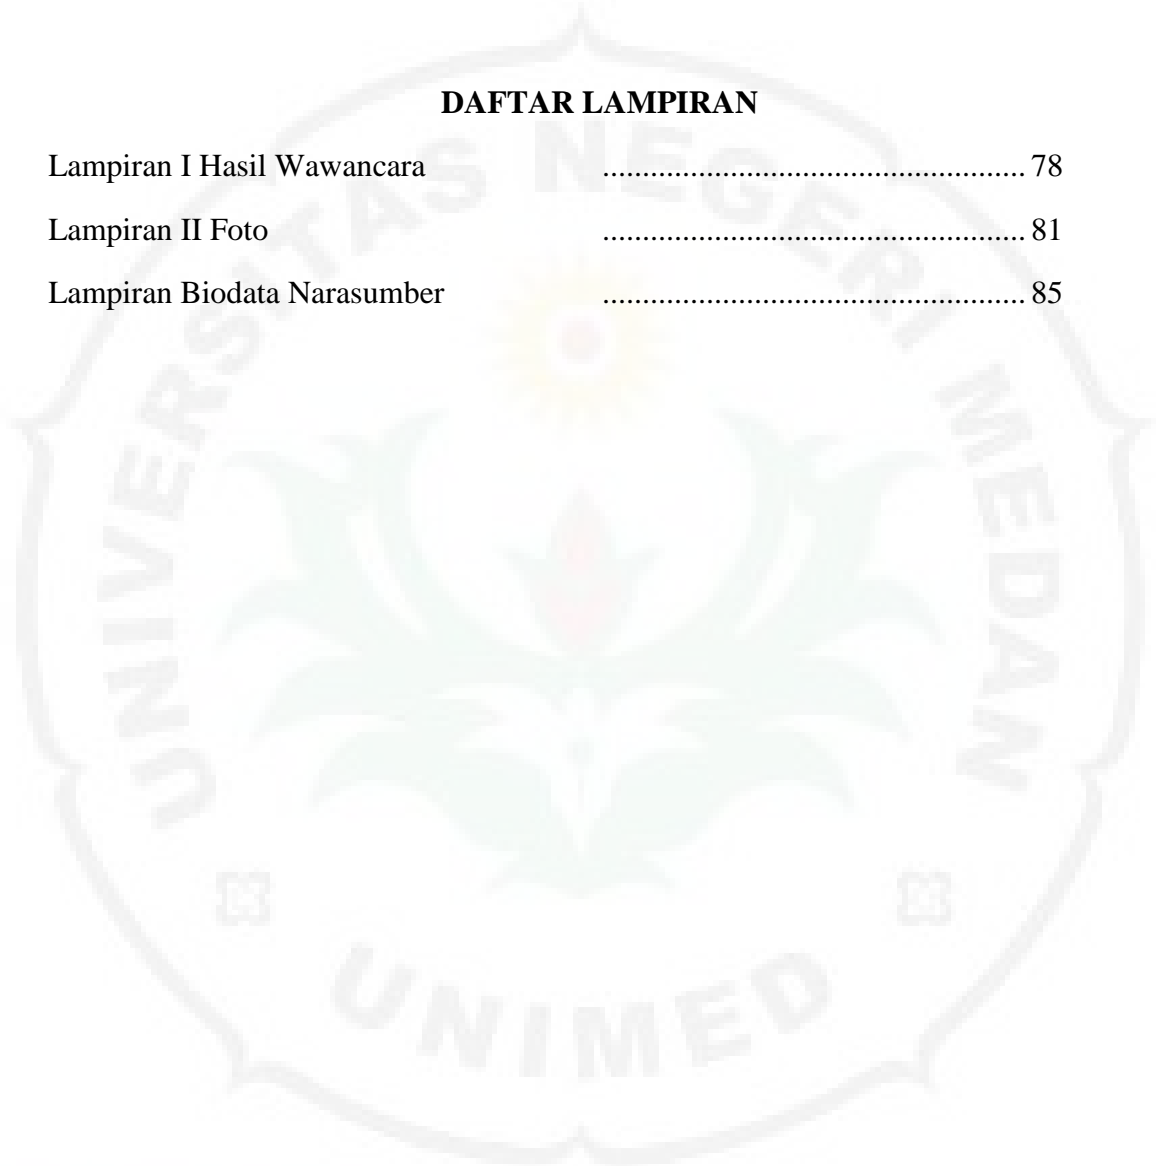 DAFTAR LAMPIRAN
Lampiran I Hasil Wawancara ............................................. 78
Lampiran II Foto ............................................. 81
Lampiran Biodata Narasumber ............................................. 85
UNIVERSITAS NEGERI MEDAN
UNIMED